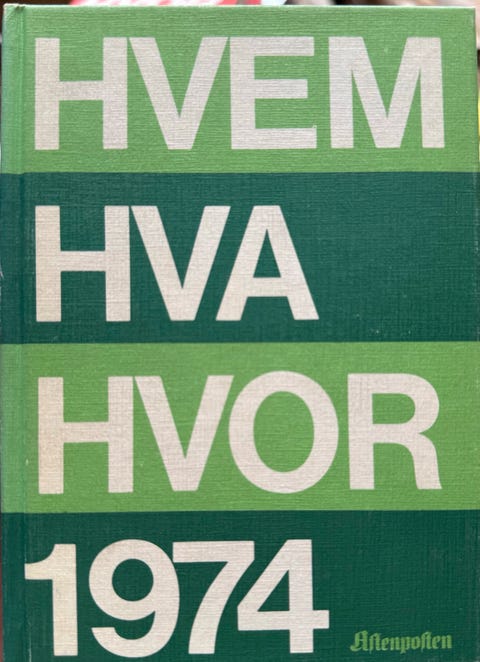 HVEM
HVA
HVOR
1974
Aftenposten